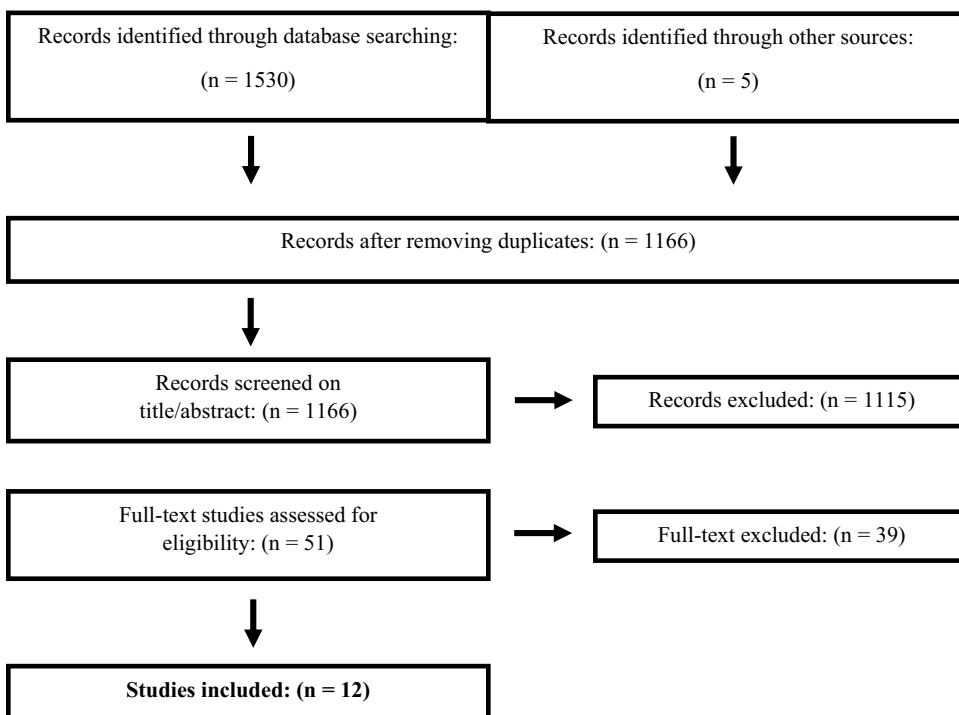 Records identified through database searching:
(n = 1530)
Records identified through other sources:
(n = 5)
Records after removing duplicates: (n = 1166)
Records screened on
title/abstract: (n = 1166)
Records excluded: (n = 1115)
Full-text studies assessed for
eligibility: (n = 51)
Full-text excluded: (n = 39)
Studies included: (n = 12)